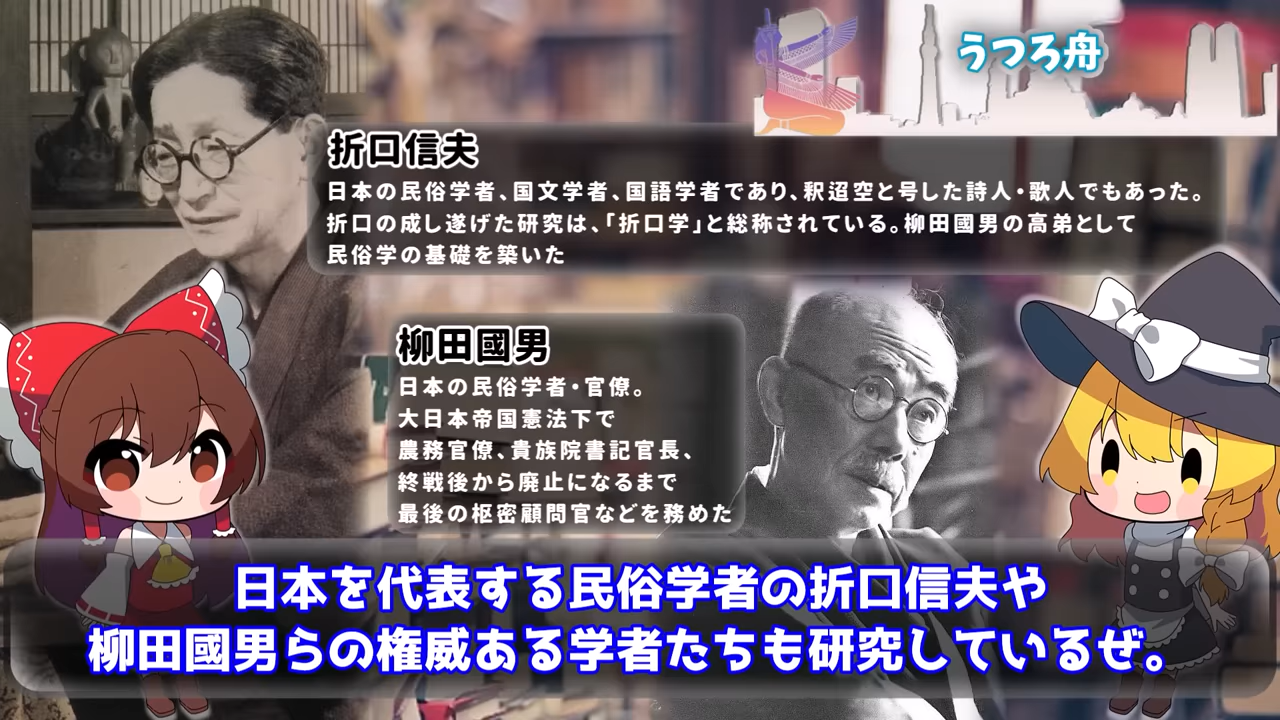 うつろ舟
折口信夫
日本の民俗学者、国文学者、国語学者であり、釈迢空と号した詩人・歌人でもあった。
折口の成し遂げた研究は、「折口学」と総称されている。柳田國男の高弟として
民俗学の基礎を築いた
柳田國男
日本の民俗学者・官僚。
大日本帝国憲法下で
農務官僚、貴族院書記官長、
終戦後から廃止になるまで
最後の枢密顧問官などを務めた
日本を代表する民俗学者の折口信夫や
柳田國男らの権威ある学者たちも研究しているぜ。